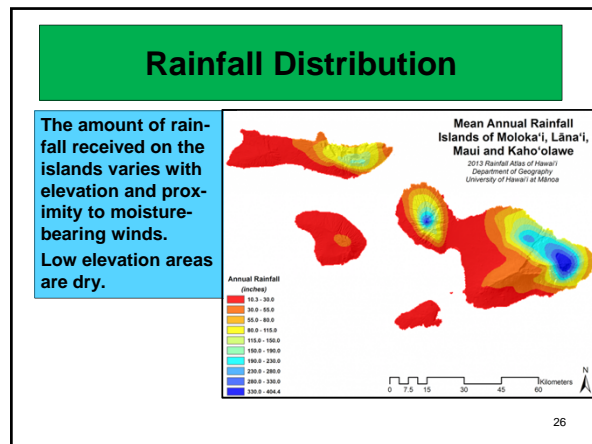 Rainfall Distribution
The amount of rain-
fall received on the
islands varies with
elevation and prox-
imity to moisture-
bearing winds.
Low elevation areas
are dry.
Mean Annual Rainfall
Islands of Moloka'i, Lāna'i,
Maui and Kaho'olawe
2013 Rainfall Atlas of Hawai'i
Department of Geography
University of Hawai'i at Mānoa
Annual Rainfall
(inches)
10.3 - 30.0
30.0 - 55.0
55.0 - 80.0
80.0 - 115.0
115.0 - 150.0
150.0 - 190.0
190.0 - 230.0
230.0 - 280.0
280.0 - 330.0
330.0 - 404.4
N
Kilometers
0 7.5 15 30 45 60
26